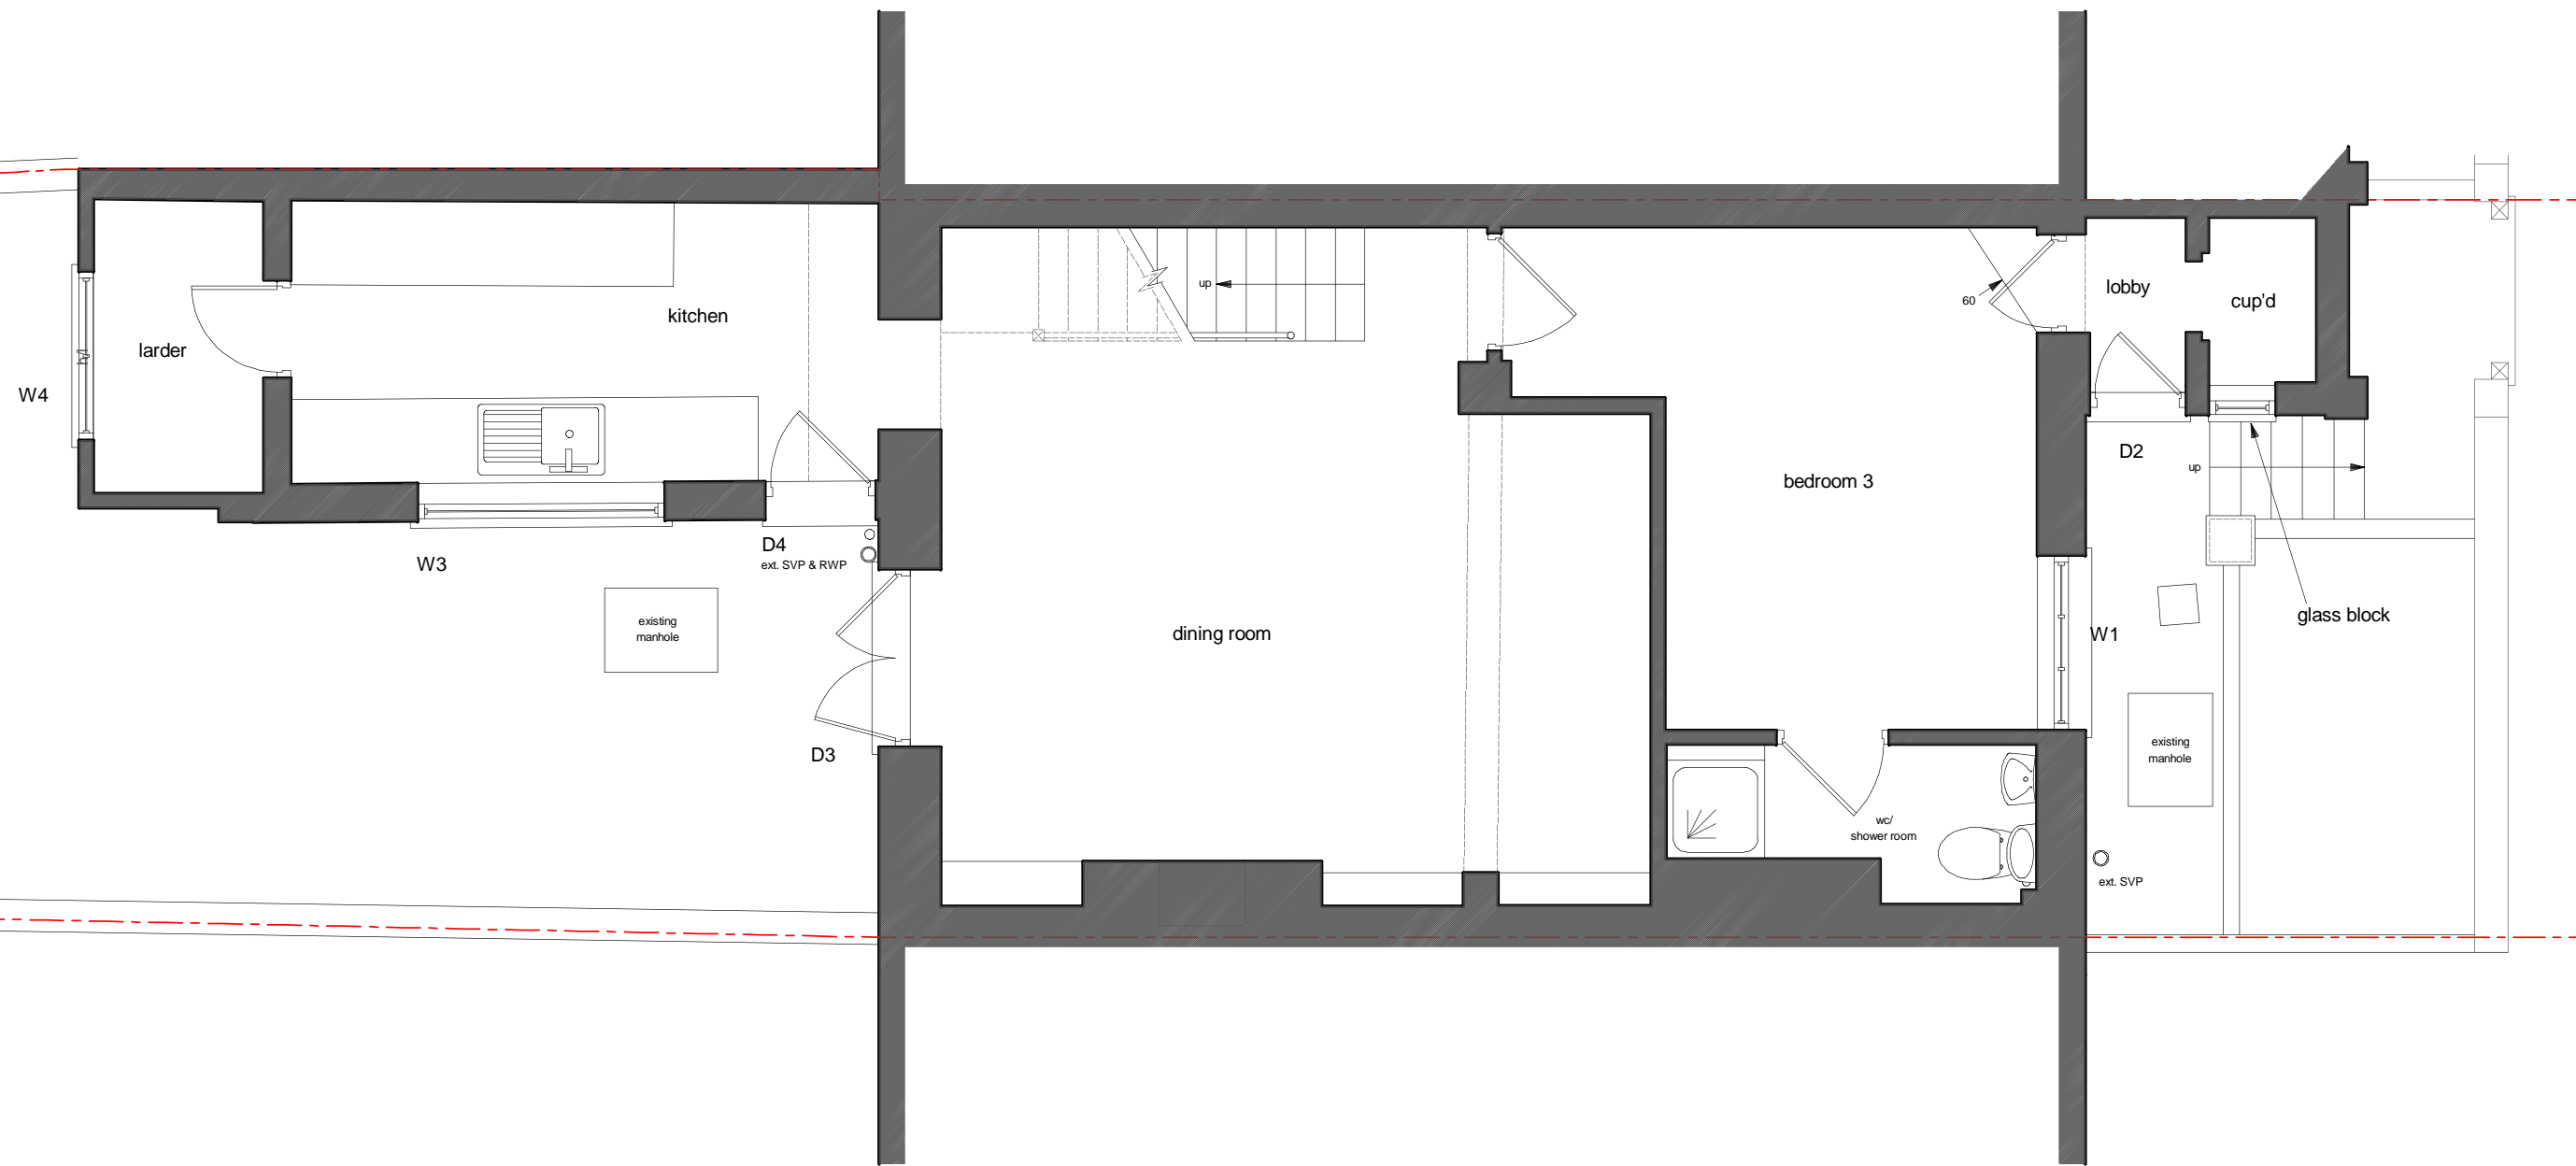 up
lobby
cup'd
60
kitchen
larder
W4
D2
up
bedroom 3
D4
ext. SVP & RWP
W3
existing
manhole
dining room
glass block
W1
D3
existing
manhole
wc/
shower room
ext. SVP